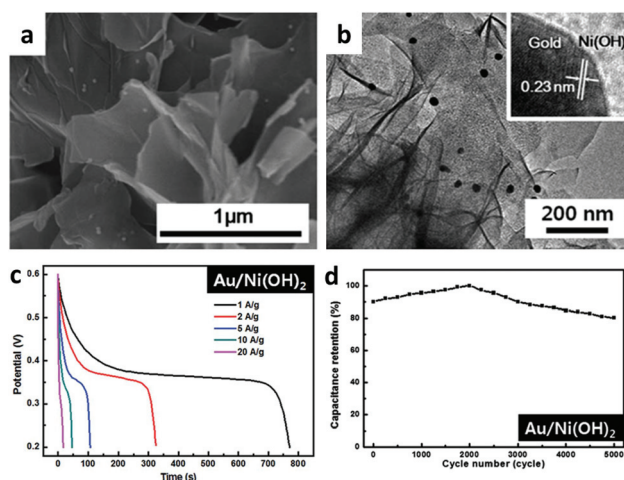 a
1μm
b
Gold Ni(OH)
0.23 nm
200 nm
c
Au/Ni(OH)2
1 A/g
2 A/g
5 A/g
10 A/g
20 A/g
Potential (V)
0.6
0.5
0.4
0.3
0.2
0 100 200 300 400 500 600 700 800
Time (s)
d
Capacitance retention (%)
100
80
60
40
20
0
0 1000 2000 3000 4000 5000
Cycle number (cycle)
Au/Ni(OH)2